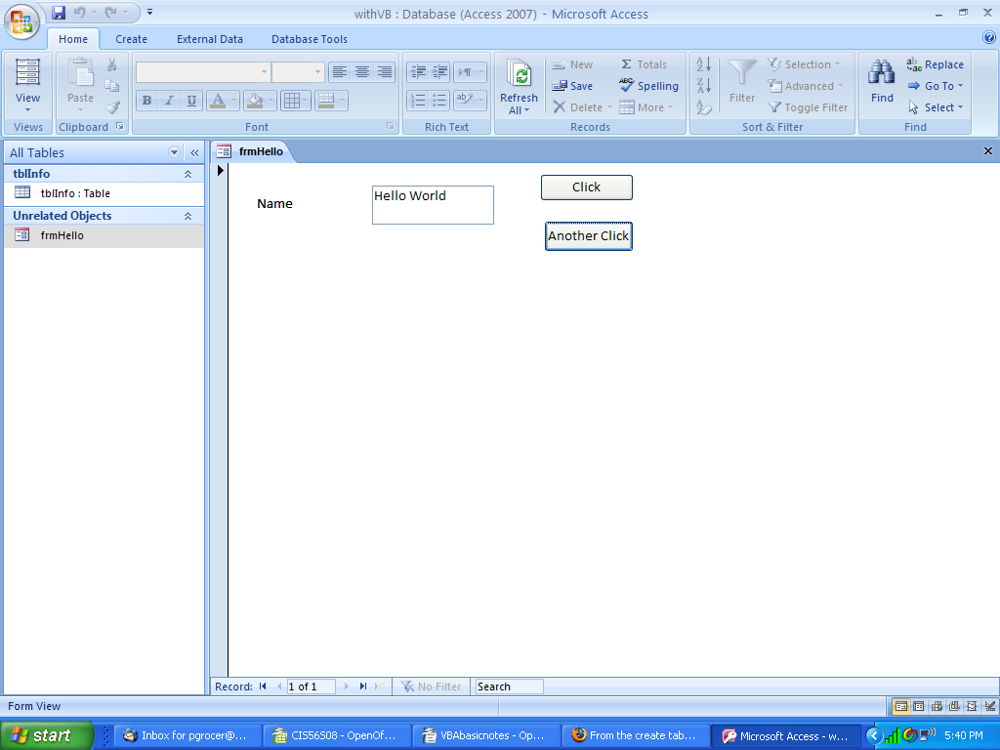 withVB : Database (Access 2007) - Microsoft Access
Home Create External Data Database Tools
View
Views
Paste
Clipboard
B I U A
Font
Rich Text
Refresh All
New Save Delete
Totals Spelling More
Records
Filter
Selection Advanced Toggle Filter
Sort & Filter
Find
Replace Go To Select
Find
All Tables
tblInfo
tblInfo : Table
Unrelated Objects
frmHello
frmHello
Name
Hello World
Click
Another Click
Record: 1 of 1 No Filter Search
Form View
start Inbox for pgrocer@... CIS56S08 - OpenOf... VBAbasicnotes - Op... From the create tab... Microsoft Access - w... 5:40 PM